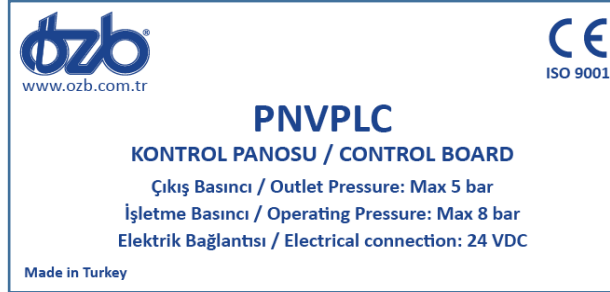 özb®
www.ozb.com.tr
CE
ISO 9001
PNVPLC
KONTROL PANOSU / CONTROL BOARD
Çıkış Basıncı / Outlet Pressure: Max 5 bar
İşletme Basıncı / Operating Pressure: Max 8 bar
Elektrik Bağlantısı / Electrical connection: 24 VDC
Made in Turkey